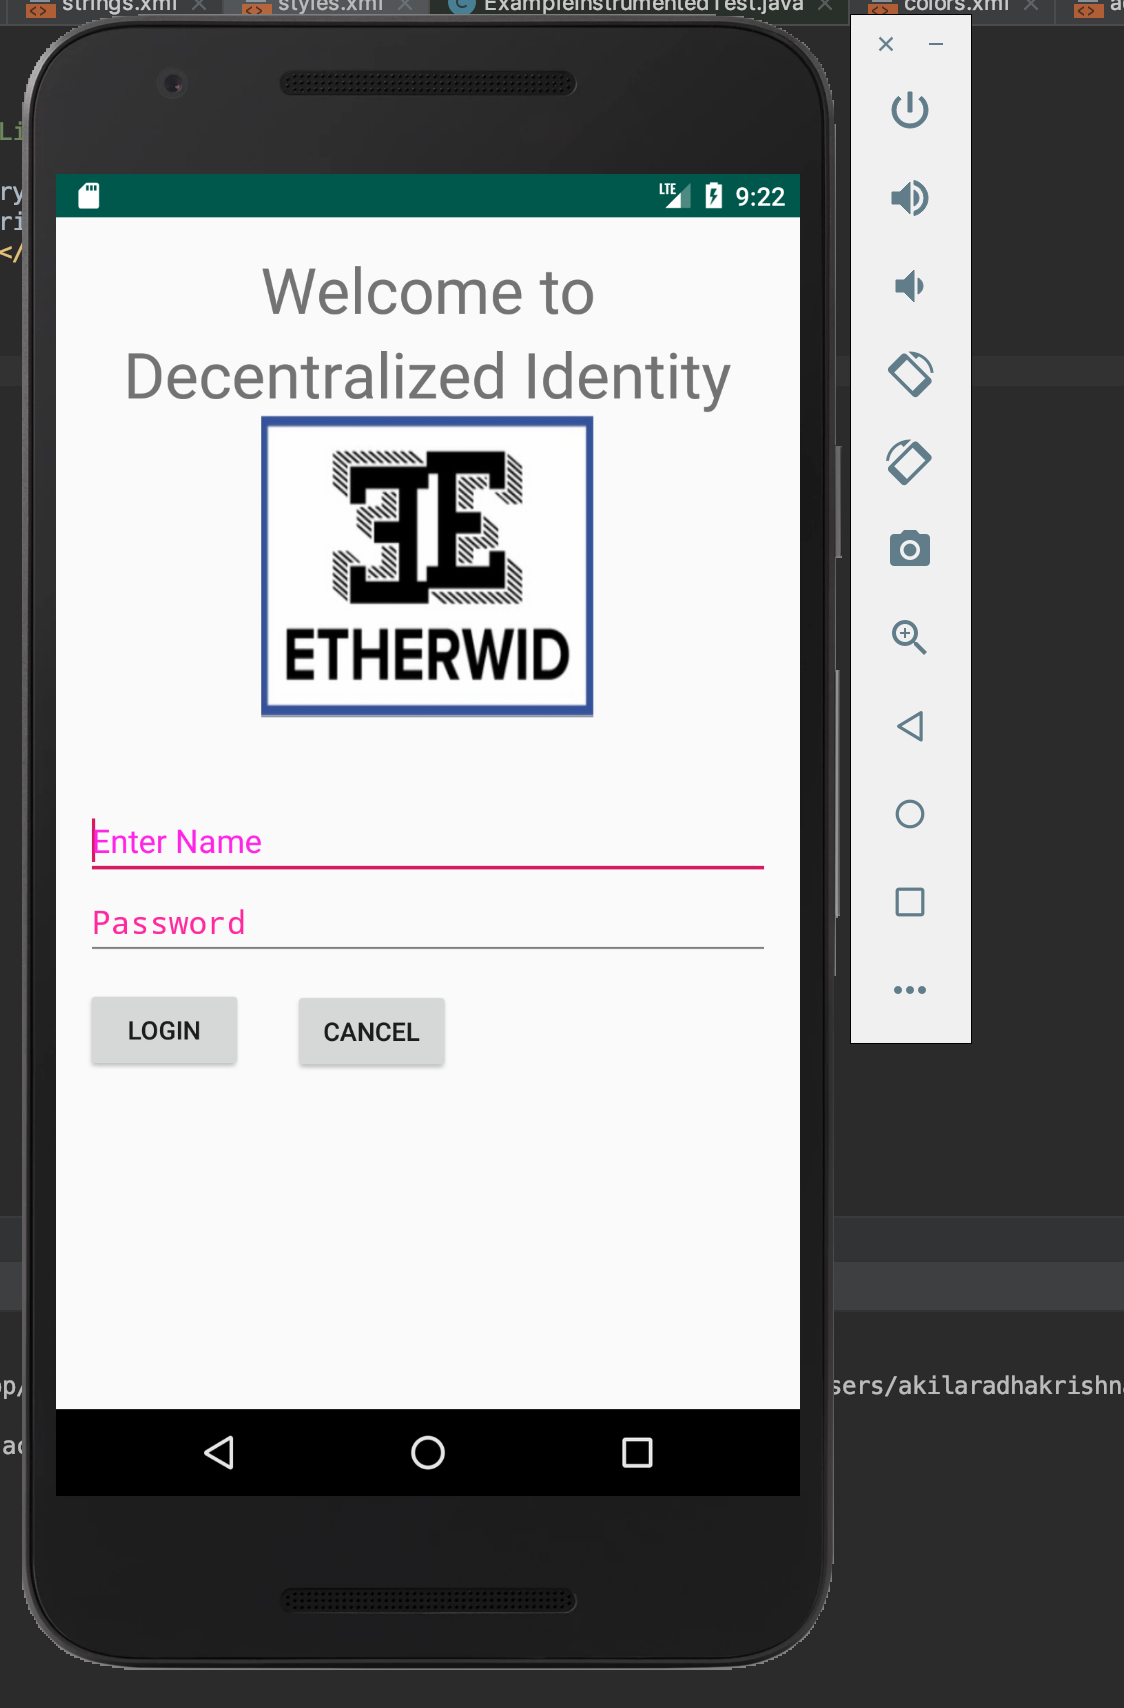 strings.xml
styles.xml
ExampleInstrumentedTest.java
colors.xml
Li
ry
ri
</
LTE 9:22
Welcome to
Decentralized Identity
ETHERWID
Enter Name
Password
LOGIN
CANCEL
op/
sers/akilaradhakrishn
ac